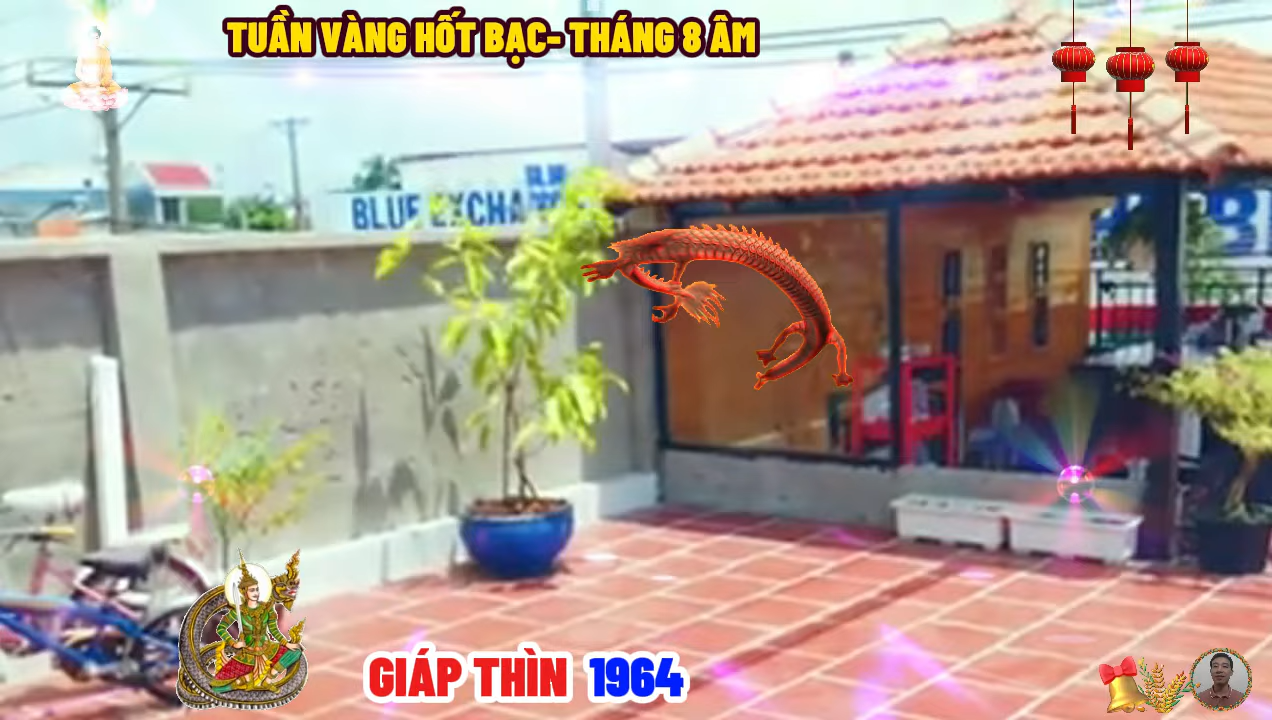 TUẦN VÀNG HỐT BẠC- THÁNG 8 ÂM
BLUE EXCHA
GIÁP THÌN 1964